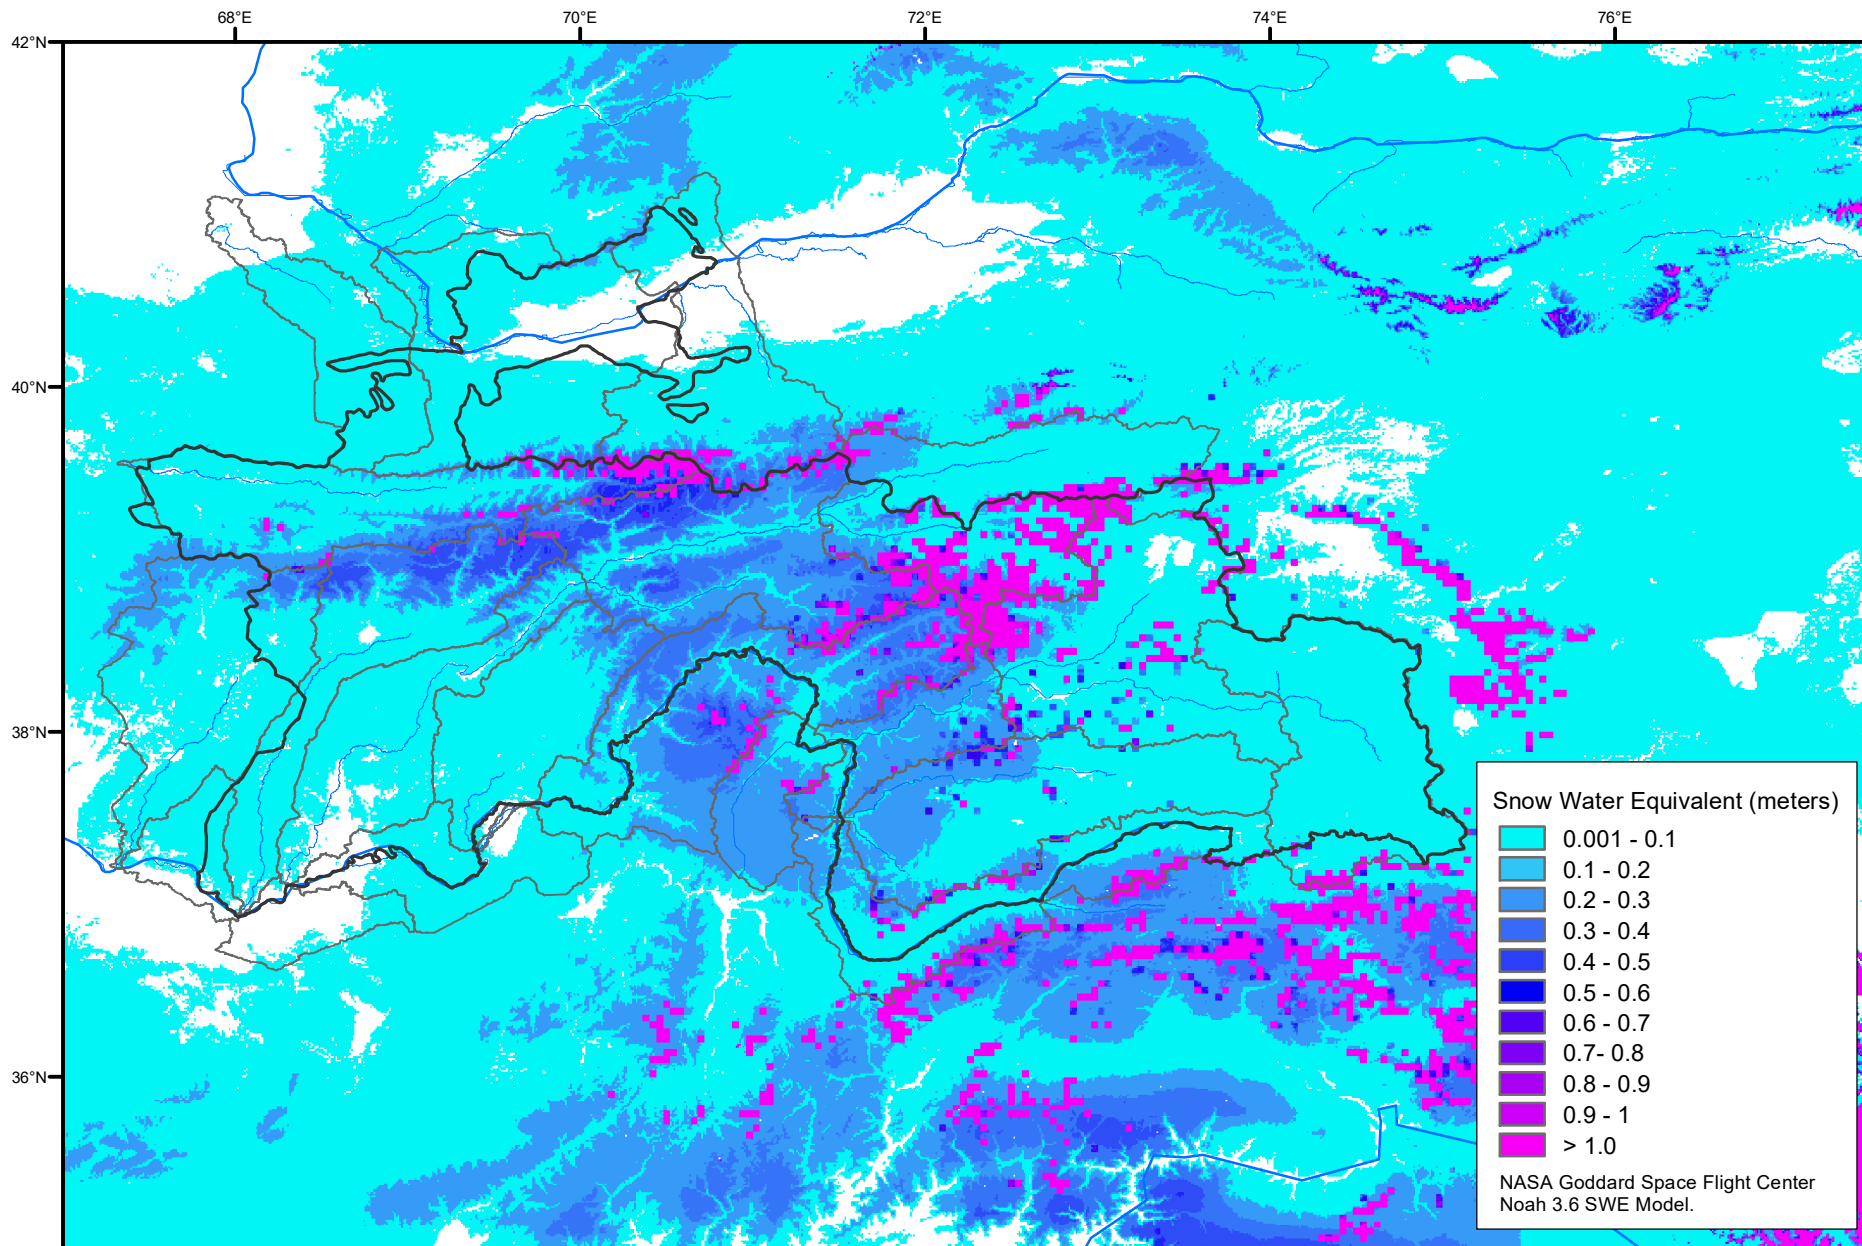 68°E
70°E
72°E
74°E
76°E
42°N
40°N
38°N
36°N
Snow Water Equivalent (meters)
0.001 - 0.1
0.1 - 0.2
0.2 - 0.3
0.3 - 0.4
0.4 - 0.5
0.5 - 0.6
0.6 - 0.7
0.7- 0.8
0.8 - 0.9
0.9 - 1
> 1.0
NASA Goddard Space Flight Center
Noah 3.6 SWE Model.